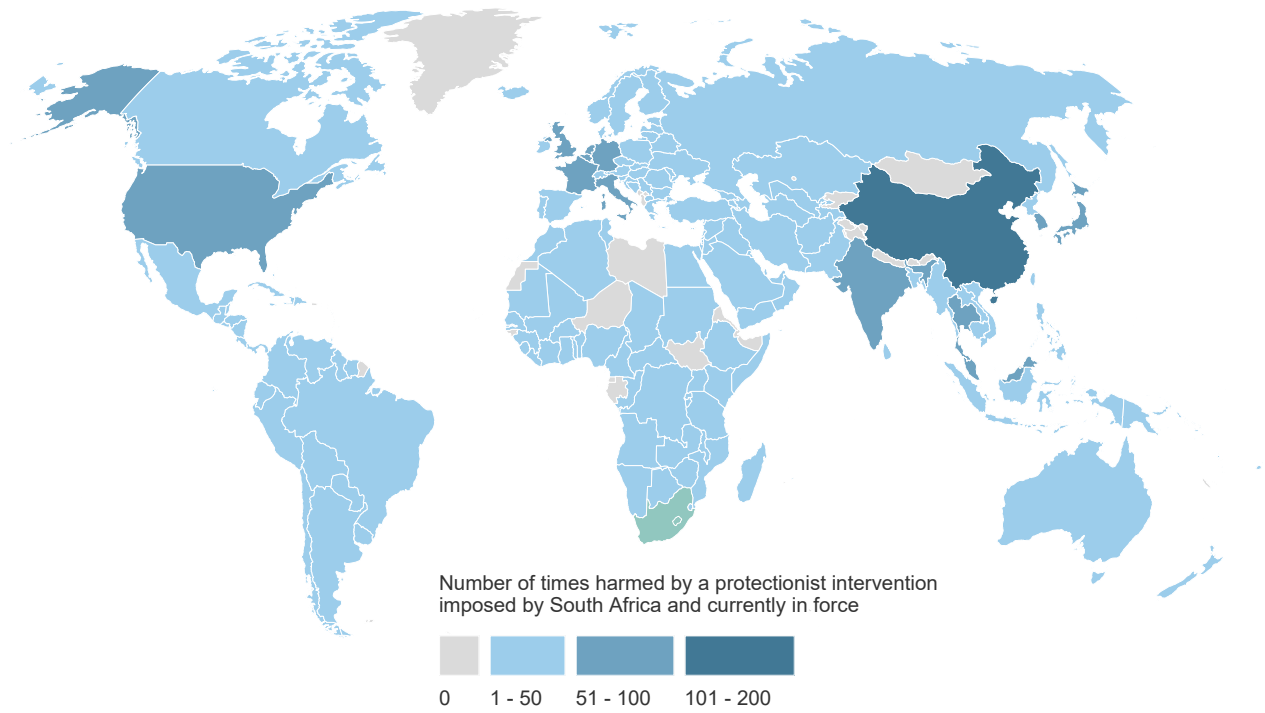 Number of times harmed by a protectionist intervention
imposed by South Africa and currently in force
0 1 - 50 51 - 100 101 - 200